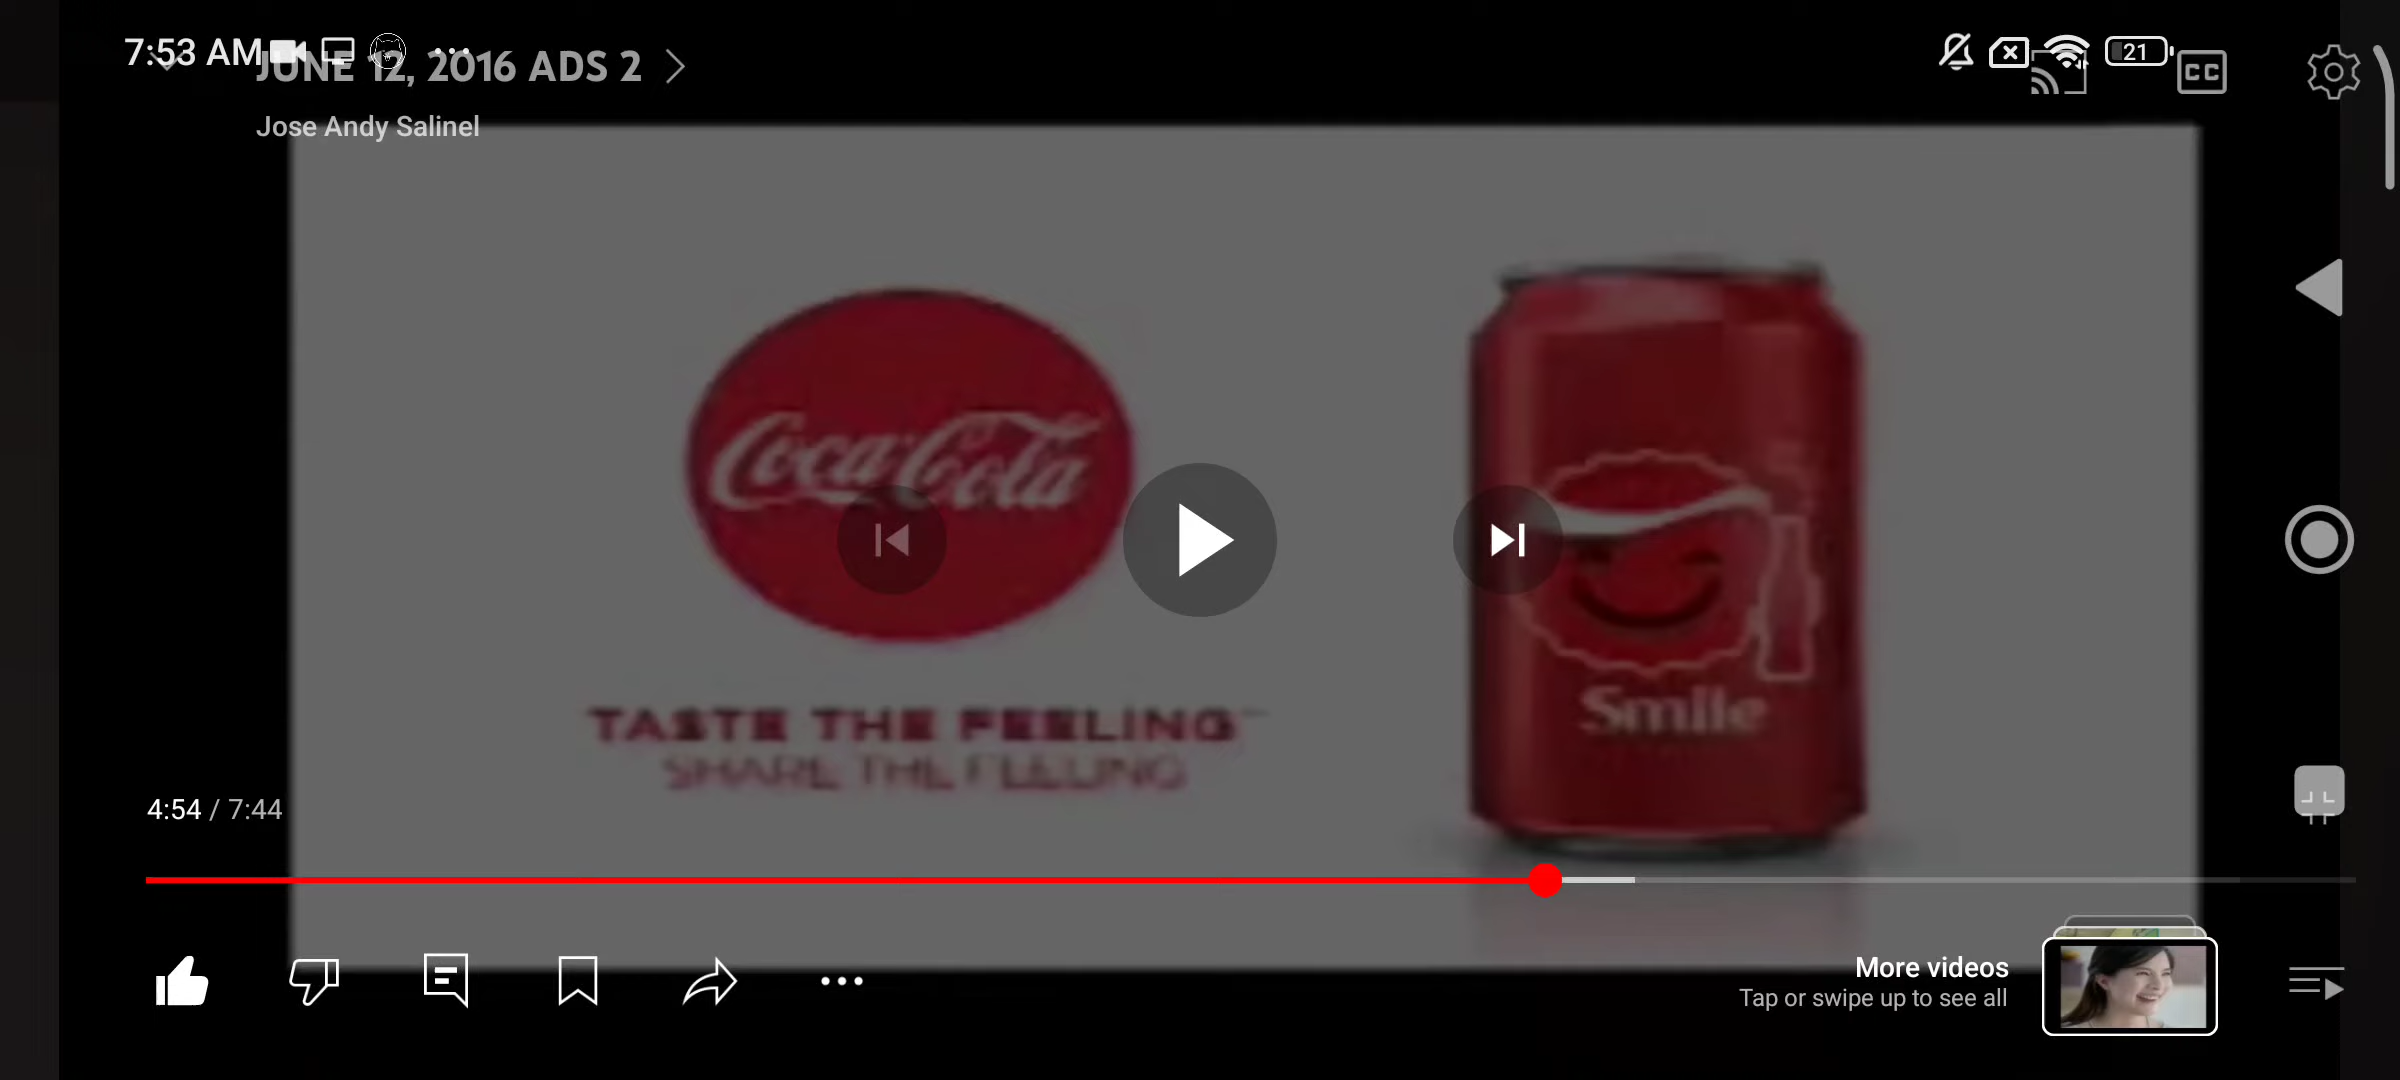 7:53 AM
21
JUNE 12, 2016 ADS 2
CC
Jose Andy Salinel
Coca-Cola
TASTE THE FEELING
SHARE THE FEELING
Smile
4:54 / 7:44
More videos
Tap or swipe up to see all